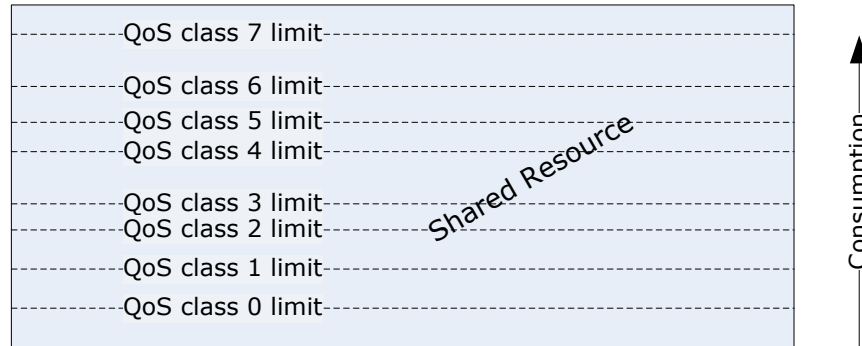 QoS class 7 limit
QoS class 6 limit
QoS class 5 limit
QoS class 4 limit
QoS class 3 limit
QoS class 2 limit
QoS class 1 limit
QoS class 0 limit
Shared Resource
Consumption